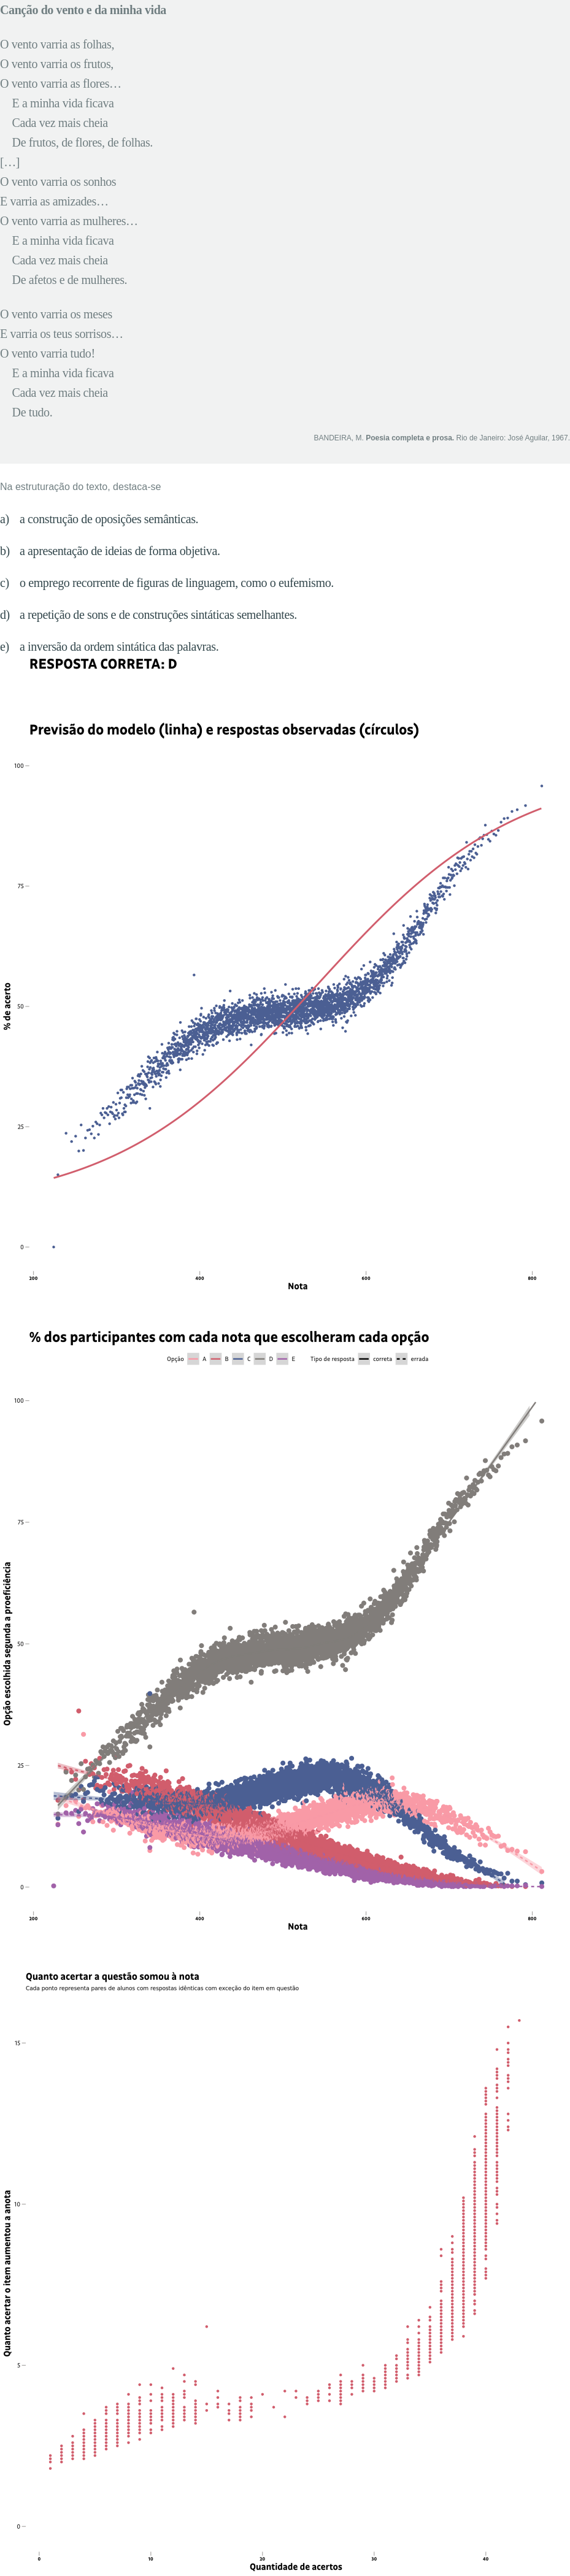 Canção do vento e da minha vida
O vento varria as folhas,
O vento varria os frutos,
O vento varria as flores…
E a minha vida ficava
Cada vez mais cheia
De frutos, de flores, de folhas.
[…]
O vento varria os sonhos
E varria as amizades…
O vento varria as mulheres…
E a minha vida ficava
Cada vez mais cheia
De afetos e de mulheres.
O vento varria os meses
E varria os teus sorrisos…
O vento varria tudo!
E a minha vida ficava
Cada vez mais cheia
De tudo.
BANDEIRA, M. Poesia completa e prosa. Rio de Janeiro: José Aguilar, 1967.
Na estruturação do texto, destaca-se
a) a construção de oposições semânticas.
b) a apresentação de ideias de forma objetiva.
c) o emprego recorrente de figuras de linguagem, como o eufemismo.
d) a repetição de sons e de construções sintáticas semelhantes.
e) a inversão da ordem sintática das palavras.
RESPOSTA CORRETA: D
Previsão do modelo (linha) e respostas observadas (círculos)
% de acerto
100
75
50
25
0
200 400 600 800
Nota
% dos participantes com cada nota que escolheram cada opção
Opção A B C D E Tipo de resposta correta errada
Opção escolhida segunda a proeficiência
100
75
50
25
0
200 400 600 800
Nota
Quanto acertar a questão somou à nota
Cada ponto representa pares de alunos com respostas idênticas com exceção do item em questão
Quanto acertar o item aumentou a anota
15
10
5
0
0 10 20 30 40
Quantidade de acertos